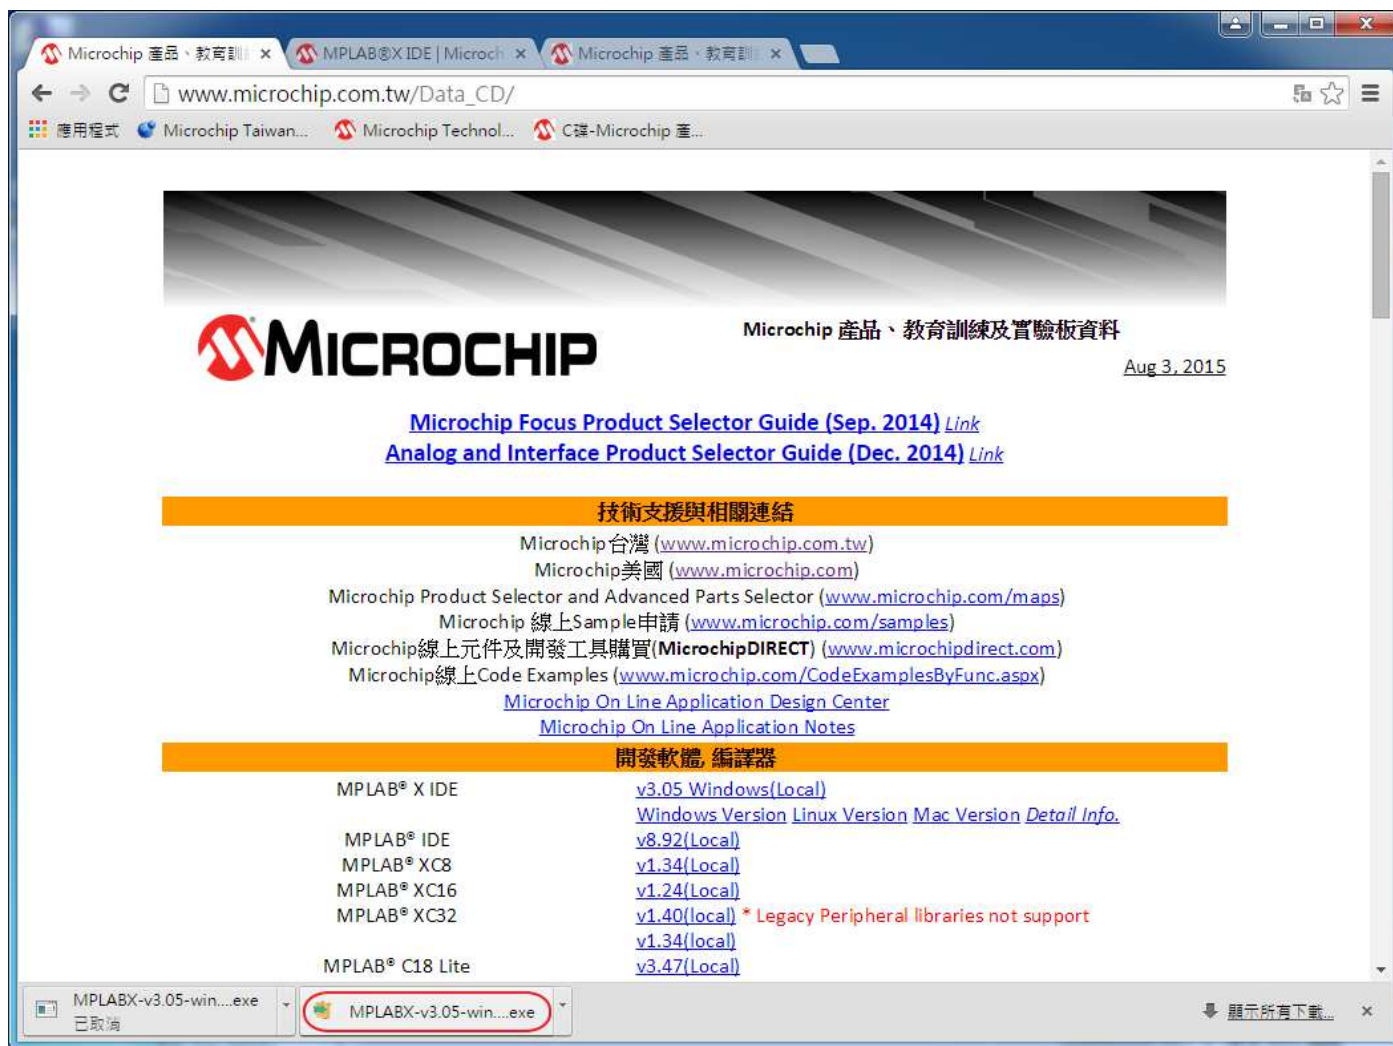 Microchip 產品、教育訓
MPLAB®X IDE | Microch
Microchip 產品、教育訓
www.microchip.com.tw/Data_CD/
應用程式 Microchip Taiwan... Microchip Technol... C碟-Microchip 產...
MICROCHIP
Microchip 產品、教育訓練及實驗板資料
Aug 3, 2015
Microchip Focus Product Selector Guide (Sep. 2014) Link
Analog and Interface Product Selector Guide (Dec. 2014) Link
技術支援與相關連結
Microchip台灣 (www.microchip.com.tw)
Microchip美國 (www.microchip.com)
Microchip Product Selector and Advanced Parts Selector (www.microchip.com/maps)
Microchip 線上Sample申請 (www.microchip.com/samples)
Microchip線上元件及開發工具購買(MicrochipDIRECT) (www.microchipdirect.com)
Microchip線上Code Examples (www.microchip.com/CodeExamplesByFunc.aspx)
Microchip On Line Application Design Center
Microchip On Line Application Notes
開發軟體, 編譯器
MPLAB® X IDE v3.05 Windows(Local)
Windows Version Linux Version Mac Version Detail Info.
MPLAB® IDE v8.92(Local)
MPLAB® XC8 v1.34(Local)
MPLAB® XC16 v1.24(Local)
MPLAB® XC32 v1.40(local) * Legacy Peripheral libraries not support
v1.34(local)
MPLAB® C18 Lite v3.47(Local)
MPLABX-v3.05-win....exe
已取消
MPLABX-v3.05-win....exe
顯示所有下載...